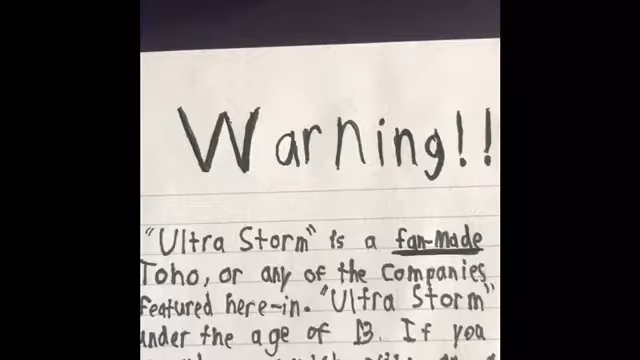 Warning!!
"Ultra Storm" is a fan-made
Toho, or any of the companies
featured here-in. "Ultra Storm"
under the age of 13. If you